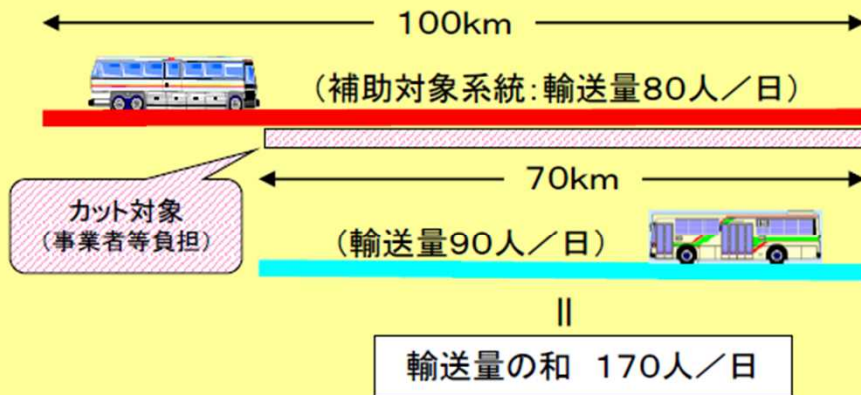 100km
（補助対象系統：輸送量80人／日）
70km
カット対象
（事業者等負担）
（輸送量90人／日）
||
輸送量の和 170人／日